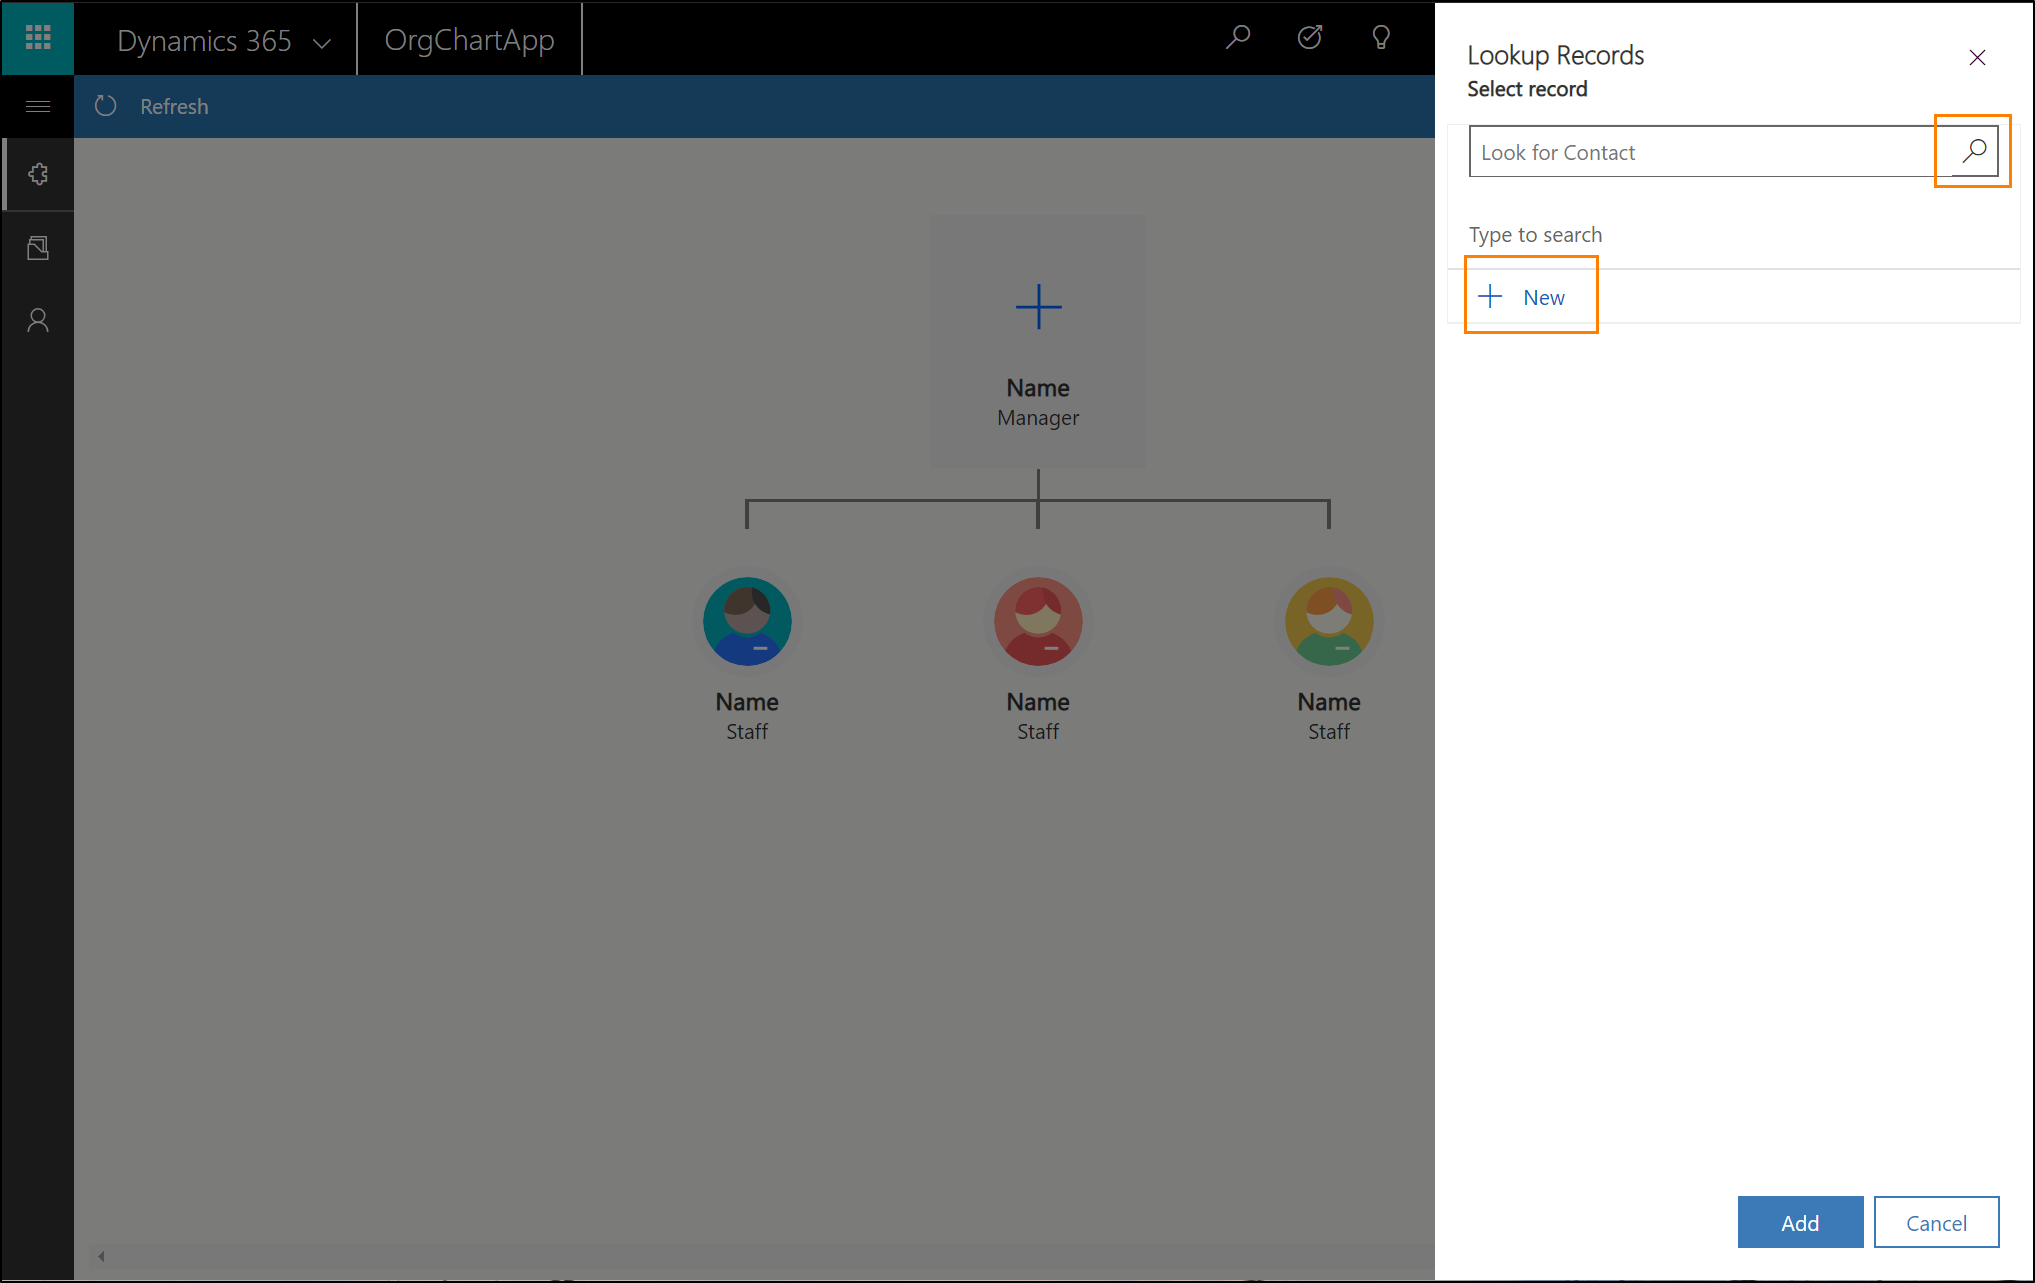 Dynamics 365
OrgChartApp
Refresh
Name
Manager
Name
Staff
Name
Staff
Name
Staff
Lookup Records
Select record
Look for Contact
Type to search
New
Add
Cancel